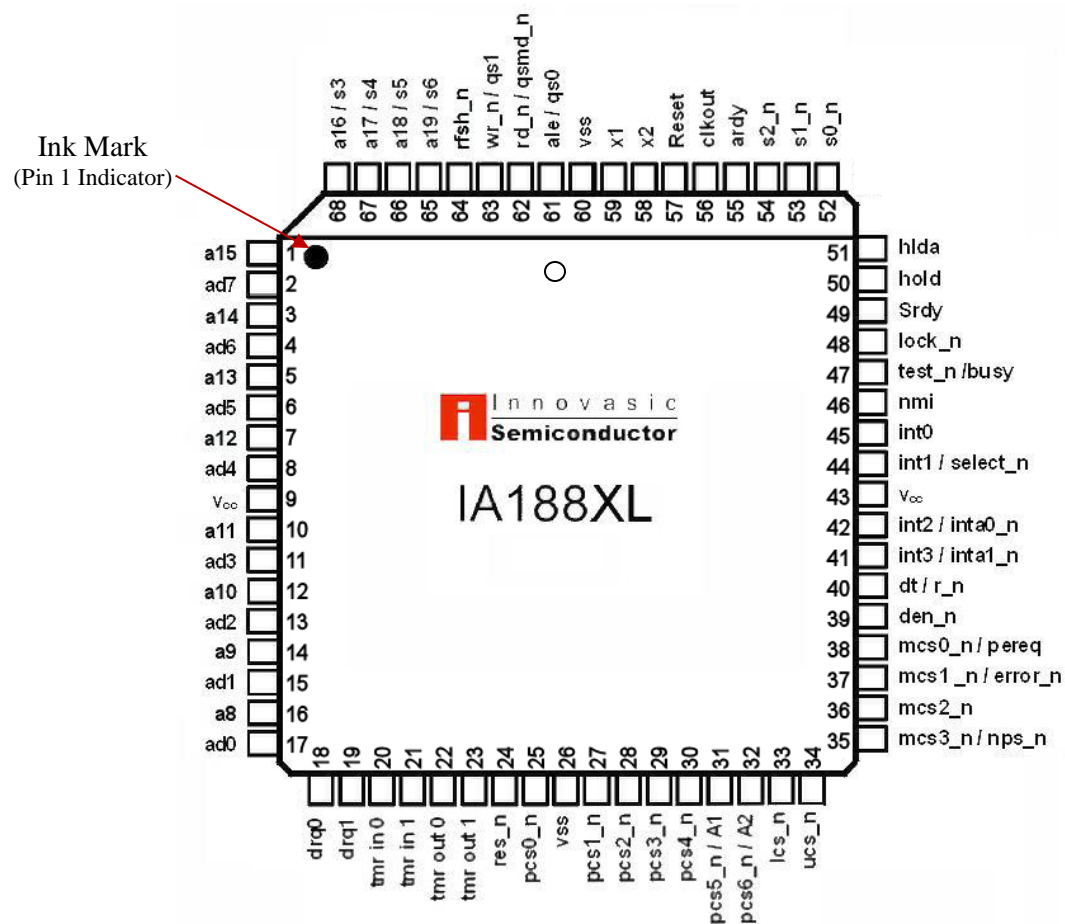 a16 / s3
a17 / s4
a18 / s5
a19 / s6
rfsh_n
wr_n / qs1
rd_n / qsmd_n
ale / qs0
vss
x1
x2
Reset
clkout
ardy
s2_n
s1_n
s0_n
68
67
66
65
64
63
62
61
60
59
58
57
56
55
54
53
52
Ink Mark
(Pin 1 Indicator)
a15 1
ad7 2
a14 3
ad6 4
a13 5
ad5 6
a12 7
ad4 8
Vcc 9
a11 10
ad3 11
a10 12
ad2 13
a9 14
ad1 15
a8 16
ad0 17
Innovasic
Semiconductor
IA188XL
51 hlda
50 hold
49 Srdy
48 lock_n
47 test_n /busy
46 nmi
45 int0
44 int1 / select_n
43 Vcc
42 int2 / inta0_n
41 int3 / inta1_n
40 dt / r_n
39 den_n
38 mcs0_n / pereq
37 mcs1 _n / error_n
36 mcs2_n
35 mcs3_n / nps_n
18
19
20
21
22
23
24
25
26
27
28
29
30
31
32
33
34
drq0
drq1
tmr in 0
tmr in 1
tmr out 0
tmr out 1
res_n
pcs0_n
vss
pcs1_n
pcs2_n
pcs3_n
pcs4_n
pcs5_n / A1
pcs6_n / A2
lcs_n
ucs_n